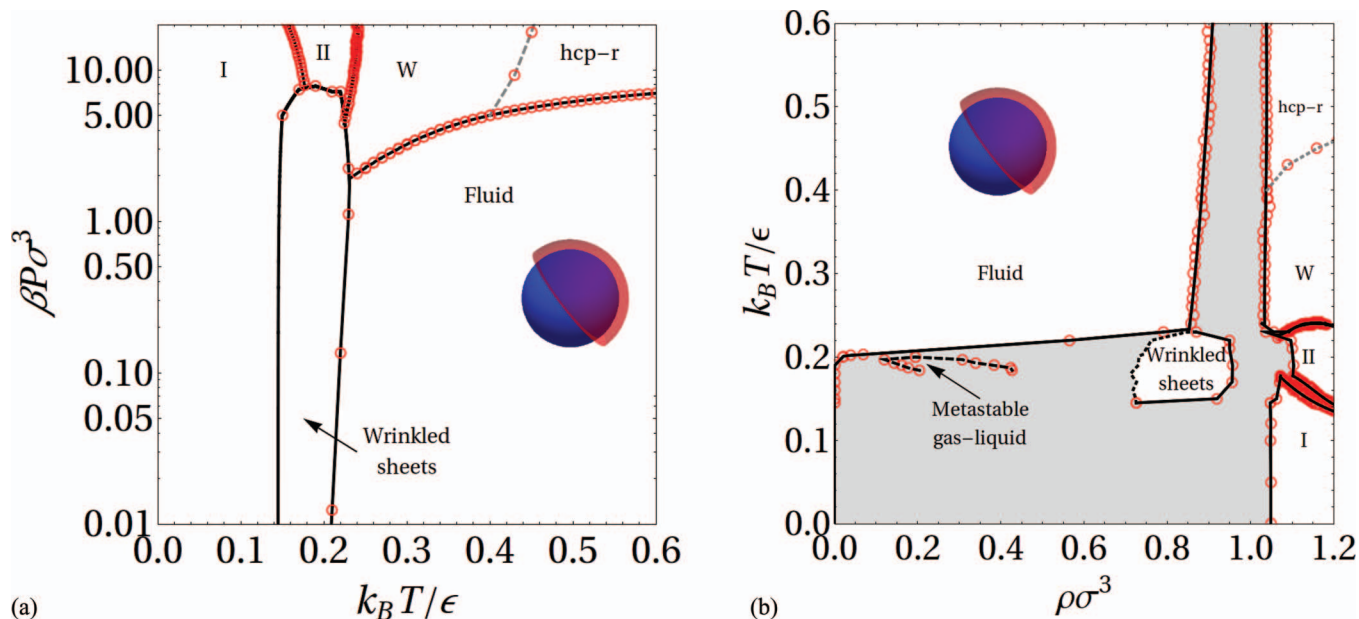 I
II
W
hcp-r
10.00
5.00
1.00
0.50
0.10
0.05
0.01
βPσ³
Fluid
Wrinkled
sheets
0.0 0.1 0.2 0.3 0.4 0.5 0.6
k_B T/ϵ
(a)
0.6
0.5
0.4
0.3
0.2
0.1
0.0
k_B T/ϵ
hcp-r
Fluid
W
Wrinkled
sheets
II
Metastable
gas-liquid
I
0.0 0.2 0.4 0.6 0.8 1.0 1.2
ρσ³
(b)